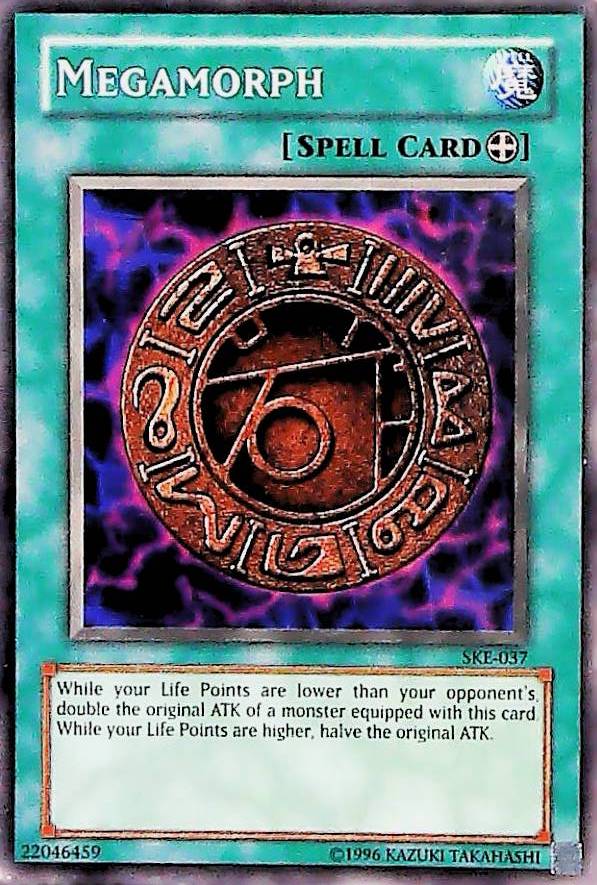 MEGAMORPH 魔
[SPELL CARD]
SKE-037
While your Life Points are lower than your opponent's,
double the original ATK of a monster equipped with this card.
While your Life Points are higher, halve the original ATK.
22046459 ©1996 KAZUKI TAKAHASHI